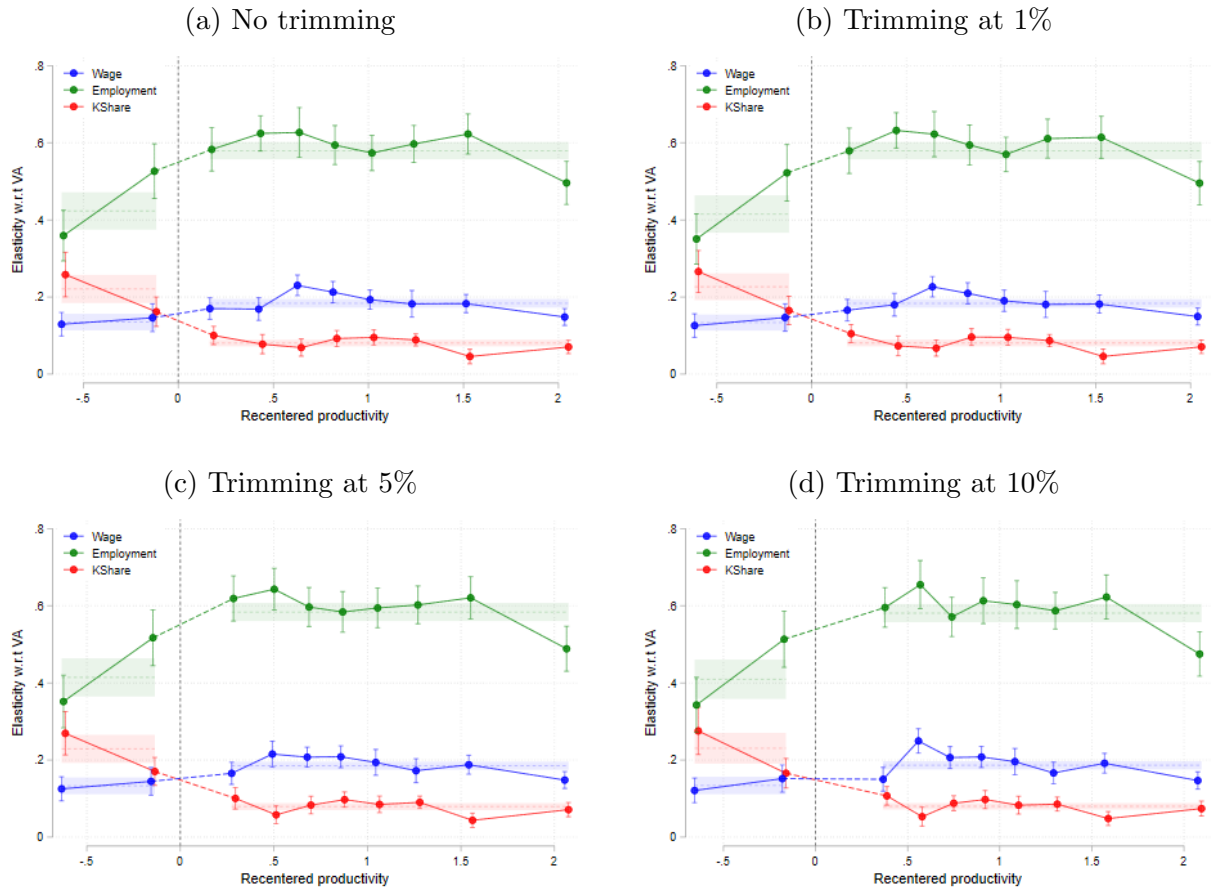 (a) No trimming
(b) Trimming at 1%
.8
.6
.4
.2
0
Elasticity w.r.t VA
Wage
Employment
KShare
-.5
0
.5
1
1.5
2
Recentered productivity
.8
.6
.4
.2
0
Elasticity w.r.t VA
Wage
Employment
KShare
-.5
0
.5
1
1.5
2
Recentered productivity
(c) Trimming at 5%
(d) Trimming at 10%
.8
.6
.4
.2
0
Elasticity w.r.t VA
Wage
Employment
KShare
-.5
0
.5
1
1.5
2
Recentered productivity
.8
.6
.4
.2
0
Elasticity w.r.t VA
Wage
Employment
KShare
-.5
0
.5
1
1.5
2
Recentered productivity